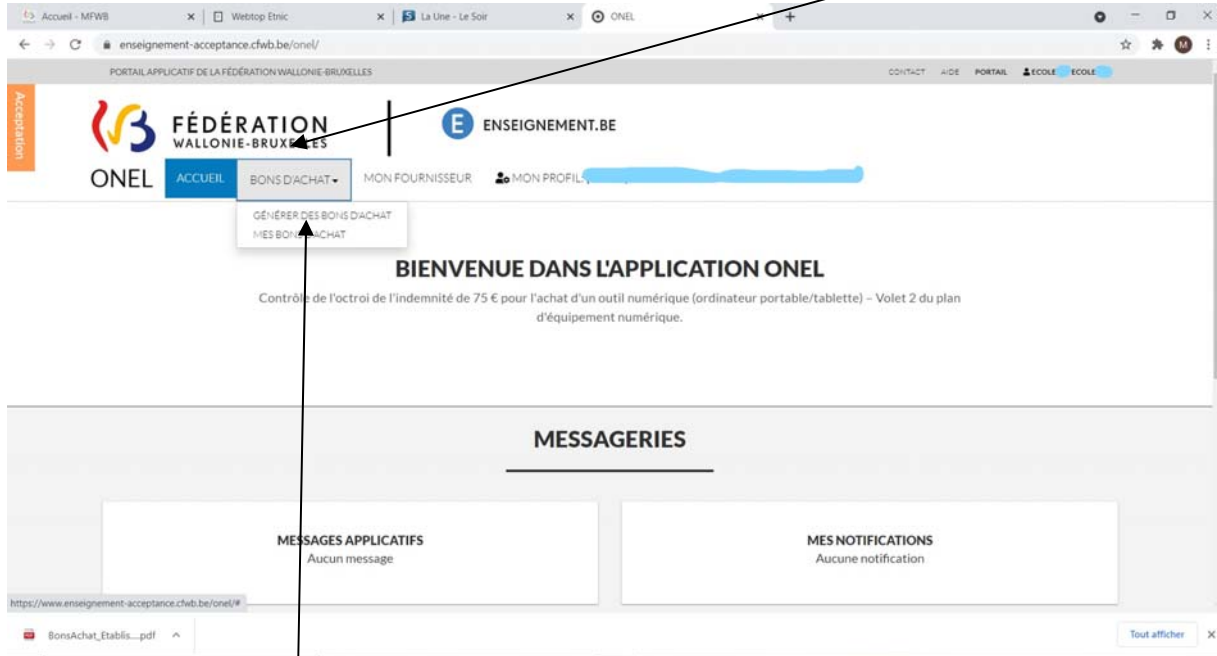 Accueil - MFWB
Webtop Etnic
La Une - Le Soir
ONEL
enseignement-acceptance.cfwb.be/onel/
M
PORTAIL APPLICATIF DE LA FÉDÉRATION WALLONIE-BRUXELLES
CONTACT AIDE PORTAIL ECOLE ECOLE
Acceptation
FÉDÉRATION
WALLONIE-BRUXELLES
E ENSEIGNEMENT.BE
ONEL ACCUEIL BONS D'ACHAT MON FOURNISSEUR MON PROFIL
GÉNÉRER DES BONS D'ACHAT
MES BONS D'ACHAT
BIENVENUE DANS L'APPLICATION ONEL
Contrôle de l'octroi de l'indemnité de 75 € pour l'achat d'un outil numérique (ordinateur portable/tablette) – Volet 2 du plan
d'équipement numérique.
MESSAGERIES
MESSAGES APPLICATIFS
Aucun message
MES NOTIFICATIONS
Aucune notification
https://www.enseignement-acceptance.cfwb.be/onel/#
BonsAchat_Etablis....pdf
Tout afficher